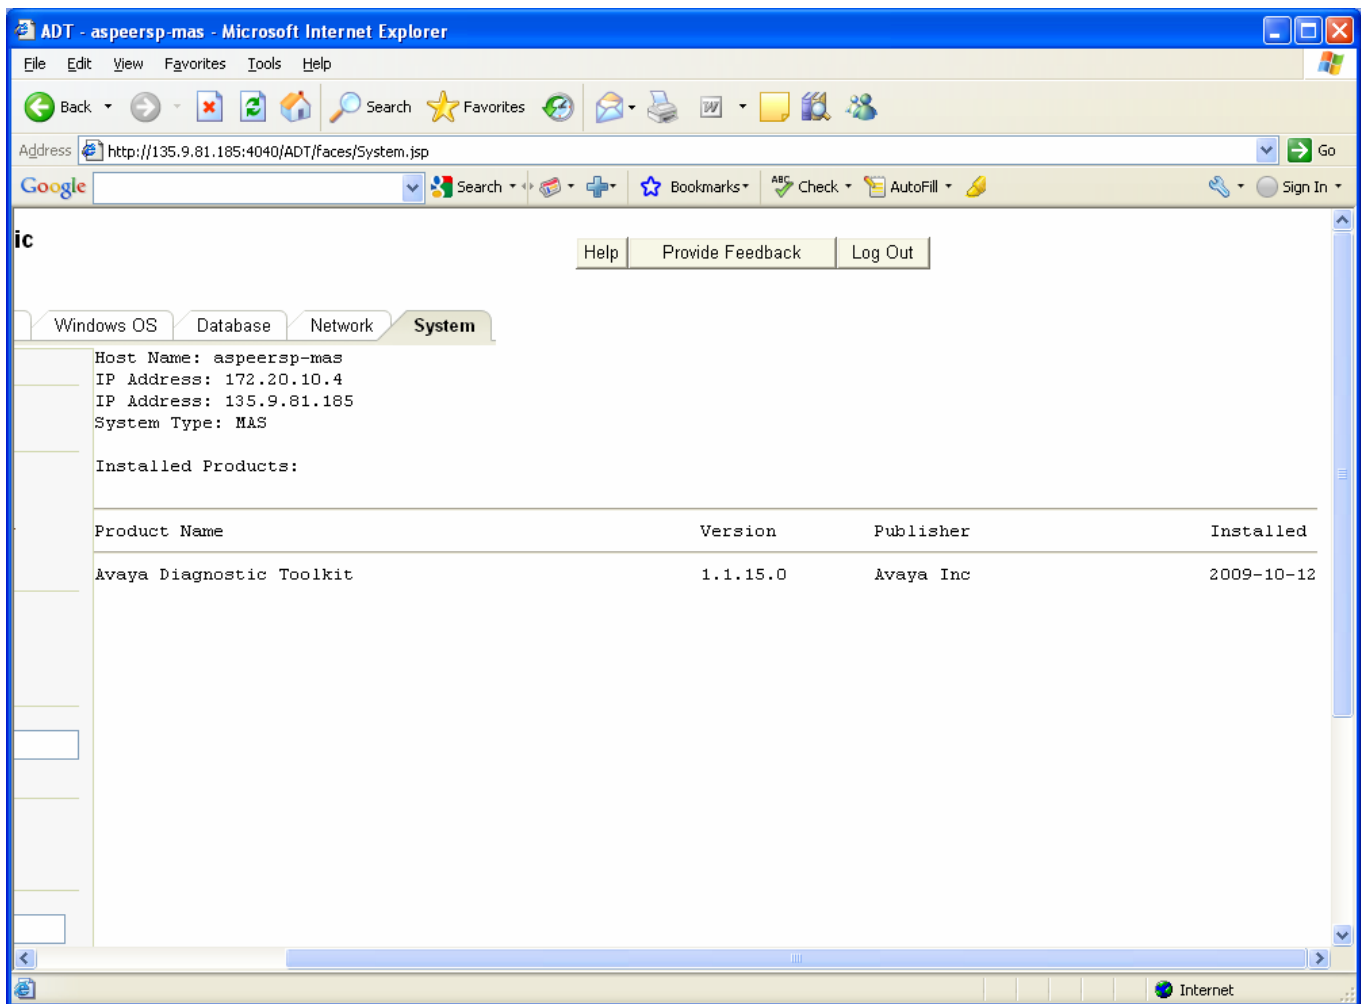 ADT - aspeersp-mas - Microsoft Internet Explorer
File Edit View Favorites Tools Help
Back Search Favorites W
Address http://135.9.81.185:4040/ADT/faces/System.jsp Go
Google Search Bookmarks ABC Check AutoFill Sign In
ic
Help Provide Feedback Log Out
Windows OS Database Network System
Host Name: aspeersp-mas
IP Address: 172.20.10.4
IP Address: 135.9.81.185
System Type: MAS
Installed Products:
Product Name Version Publisher Installed
Avaya Diagnostic Toolkit 1.1.15.0 Avaya Inc 2009-10-12
Internet